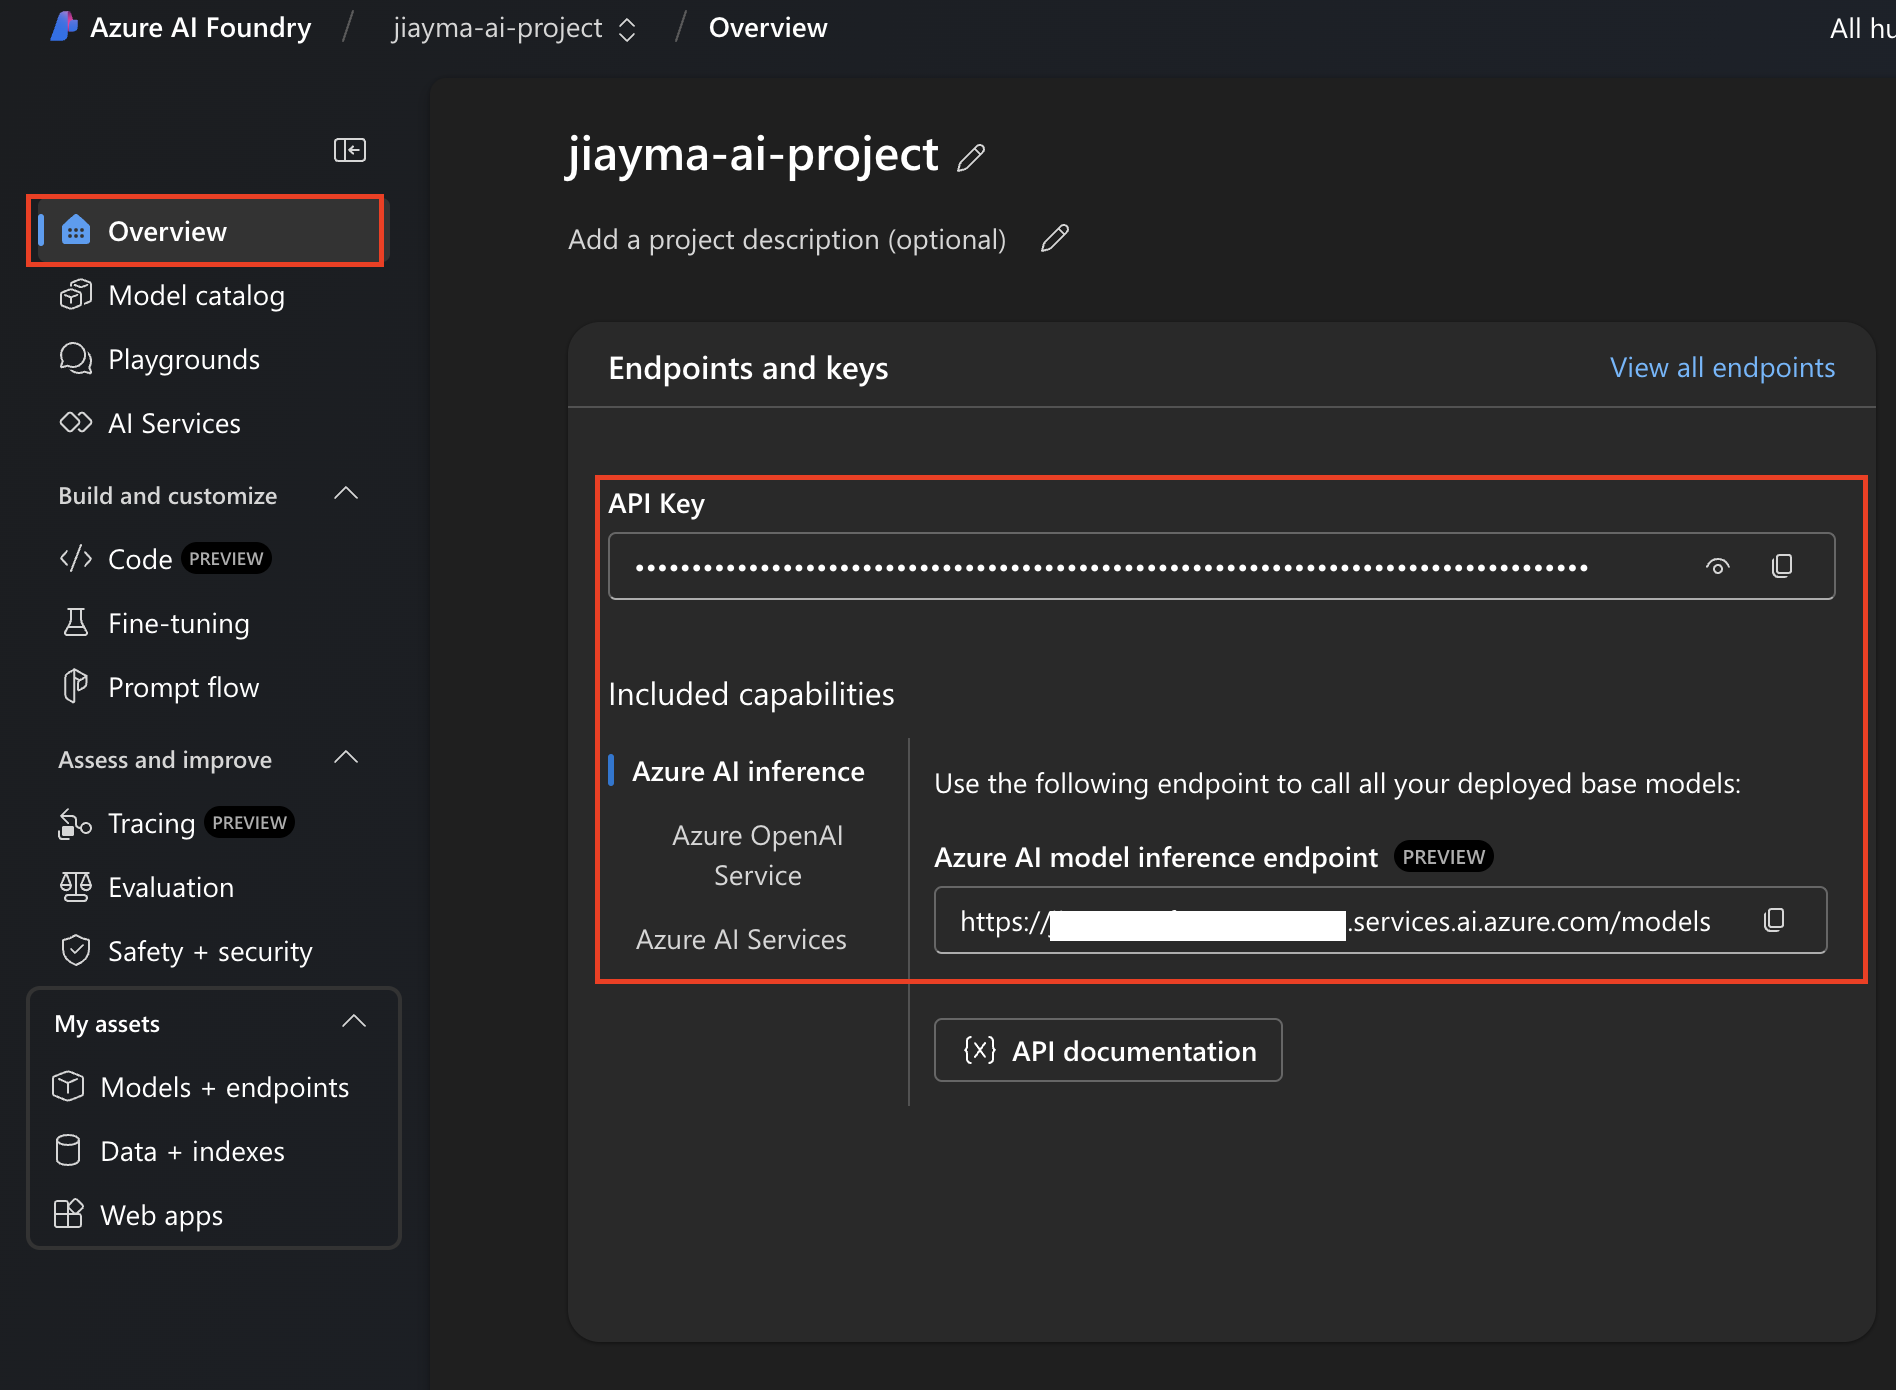 Azure AI Foundry / jiayma-ai-project / Overview
All hu
Overview
Model catalog
Playgrounds
AI Services
Build and customize
Code PREVIEW
Fine-tuning
Prompt flow
Assess and improve
Tracing PREVIEW
Evaluation
Safety + security
My assets
Models + endpoints
Data + indexes
Web apps
jiayma-ai-project
Add a project description (optional)
Endpoints and keys
View all endpoints
API Key
Included capabilities
Azure AI inference
Azure OpenAI
Service
Azure AI Services
Use the following endpoint to call all your deployed base models:
Azure AI model inference endpoint PREVIEW
https:// .services.ai.azure.com/models
{x} API documentation